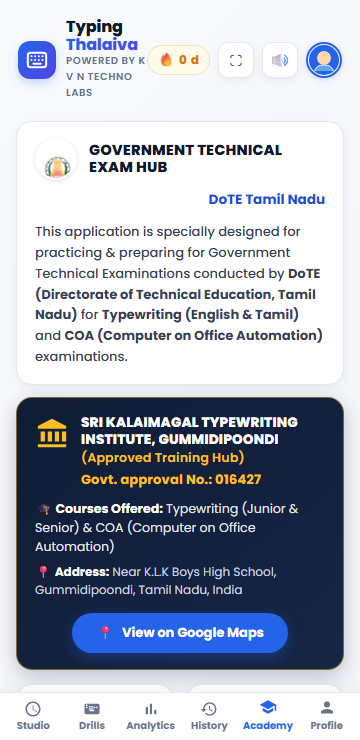 Typing
Thalaiva
POWERED BY K
V N TECHNO
LABS
0 d
GOVERNMENT TECHNICAL
EXAM HUB
DoTE Tamil Nadu
This application is specially designed for
practicing & preparing for Government
Technical Examinations conducted by DoTE
(Directorate of Technical Education, Tamil
Nadu) for Typewriting (English & Tamil)
and COA (Computer on Office Automation)
examinations.
SRI KALAIMAGAL TYPEWRITING
INSTITUTE, GUMMIDIPOONDI
(Approved Training Hub)
Govt. approval No.: 016427
Courses Offered: Typewriting (Junior &
Senior) & COA (Computer on Office
Automation)
Address: Near K.L.K Boys High School,
Gummidipoondi, Tamil Nadu, India
View on Google Maps
Studio Drills Analytics History Academy Profile